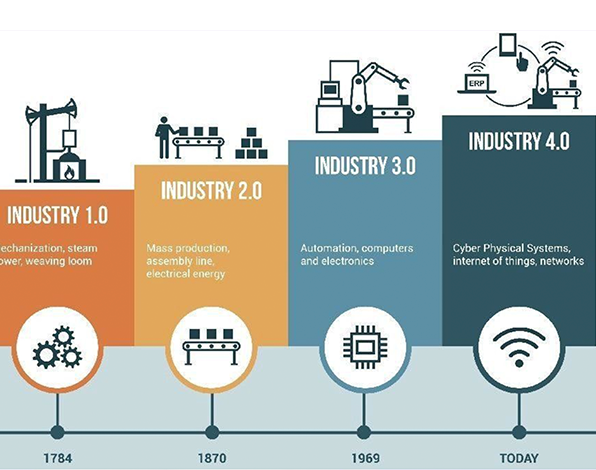 ERP
INDUSTRY 1.0
INDUSTRY 2.0
INDUSTRY 3.0
INDUSTRY 4.0
echanization, steam
ower, weaving loom
Mass production,
assembly line,
electrical energy
Automation, computers
and electronics
Cyber Physical Systems,
internet of things, networks
1784
1870
1969
TODAY